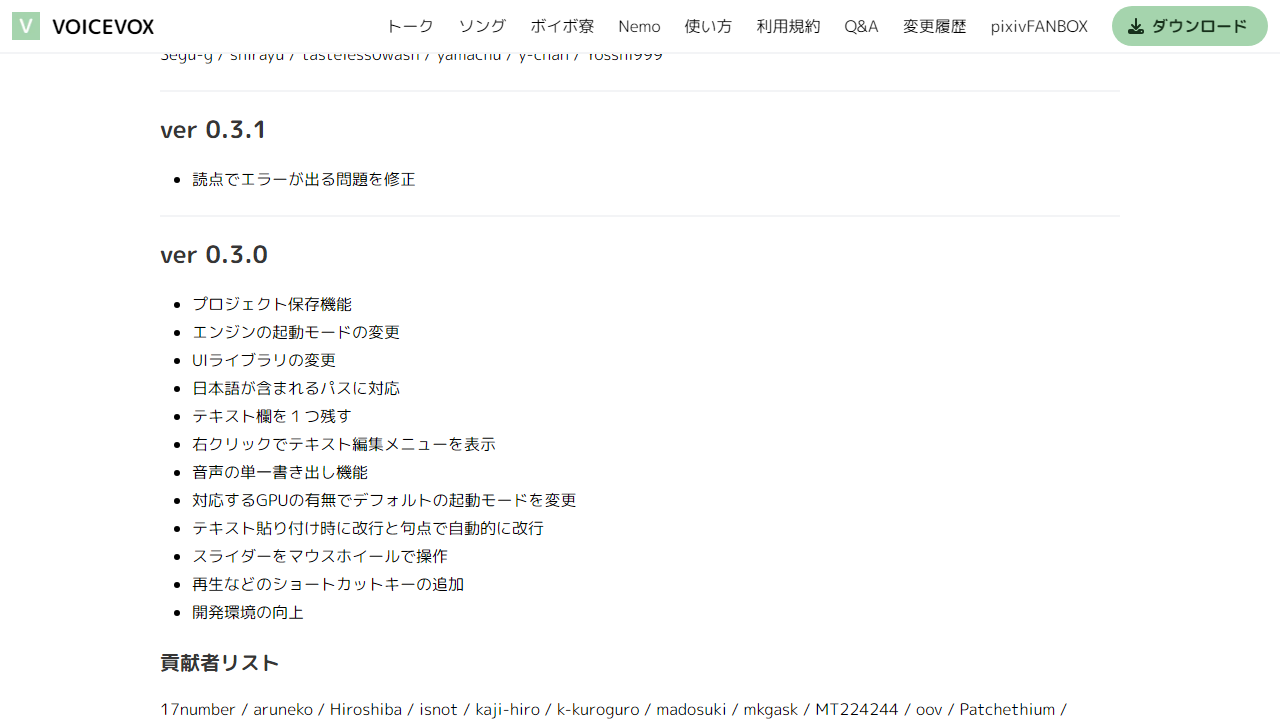 V VOICEVOX トーク ソング ボイボ寮 Nemo 使い方 利用規約 Q&A 変更履歴 pixivFANBOX ダウンロード
Segu-g / shirayu / tastelessowash / yamachu / y-chan / Yosshi999
ver 0.3.1
読点でエラーが出る問題を修正
ver 0.3.0
プロジェクト保存機能
エンジンの起動モードの変更
UIライブラリの変更
日本語が含まれるパスに対応
テキスト欄を１つ残す
右クリックでテキスト編集メニューを表示
音声の単一書き出し機能
対応するGPUの有無でデフォルトの起動モードを変更
テキスト貼り付け時に改行と句点で自動的に改行
スライダーをマウスホイールで操作
再生などのショートカットキーの追加
開発環境の向上
貢献者リスト
17number / aruneko / Hiroshiba / isnot / kaji-hiro / k-kuroguro / madosuki / mkgask / MT224244 / oov / Patchethium /